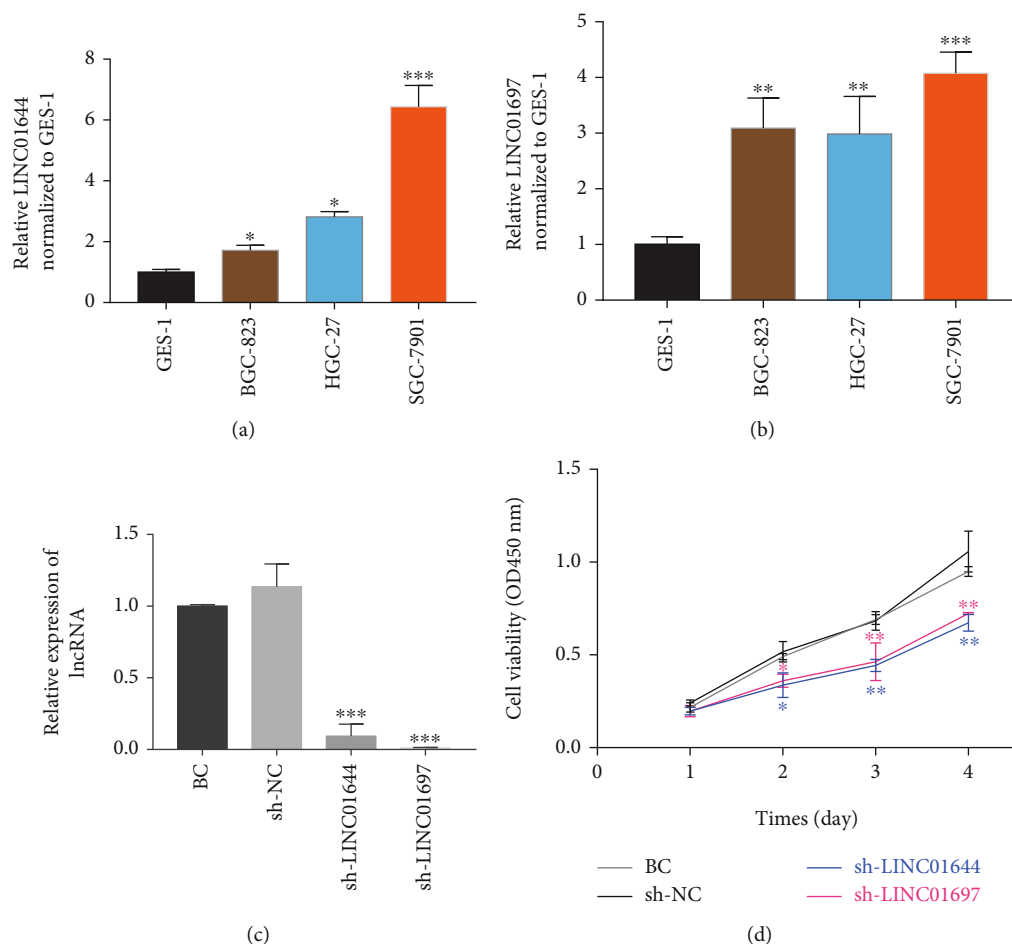 Relative LINC01644
normalized to GES-1
8
6
4
2
0
***
*
*
GES-1
BGC-823
HGC-27
SGC-7901
(a)
Relative LINC01697
normalized to GES-1
5
4
3
2
1
0
**
**
***
GES-1
BGC-823
HGC-27
SGC-7901
(b)
Relative expression of
lncRNA
1.5
1.0
0.5
0.0
***
***
BC
sh-NC
sh-LINC01644
sh-LINC01697
(c)
Cell viability (OD450 nm)
1.5
1.0
0.5
0.0
*
*
**
**
**
**
0
1
2
3
4
Times (day)
BC
sh-LINC01644
sh-NC
sh-LINC01697
(d)